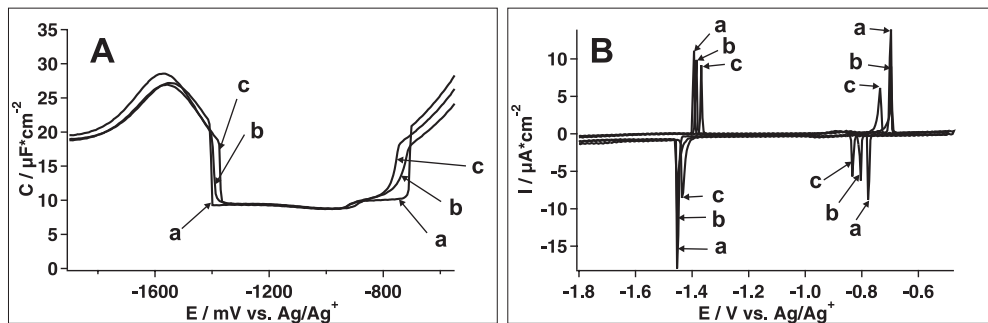 A
C / µF*cm-2
35
30
25
20
15
10
5
0
c
b
a
c
b
a
-1600
-1200
-800
E / mV vs. Ag/Ag+
B
I / µA*cm-2
10
5
0
-5
-10
-15
a
b
c
a
b
c
c
b
a
c
b
a
-1.8
-1.6
-1.4
-1.2
-1.0
-0.8
-0.6
E / V vs. Ag/Ag+